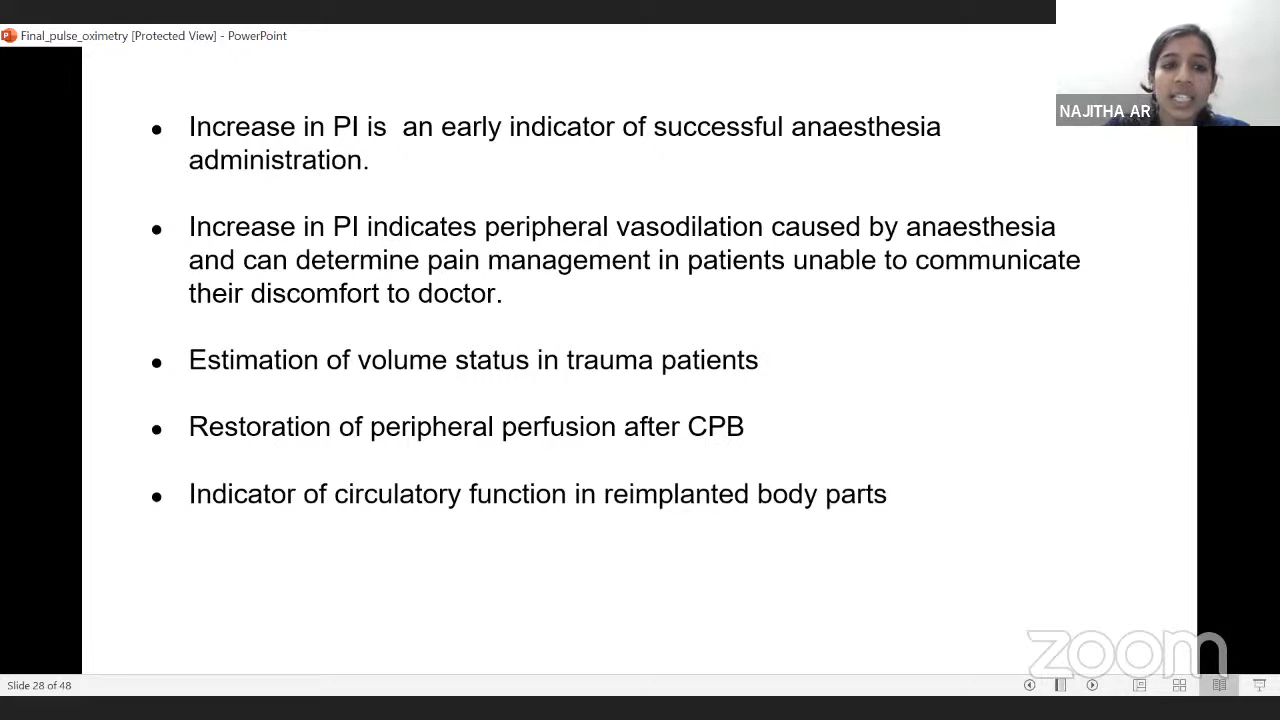 Final_pulse_oximetry [Protected View] - PowerPoint
NAJITHA AR
● Increase in PI is  an early indicator of successful anaesthesia
administration.
● Increase in PI indicates peripheral vasodilation caused by anaesthesia
and can determine pain management in patients unable to communicate
their discomfort to doctor.
● Estimation of volume status in trauma patients
● Restoration of peripheral perfusion after CPB
● Indicator of circulatory function in reimplanted body parts
zoom
Slide 28 of 48